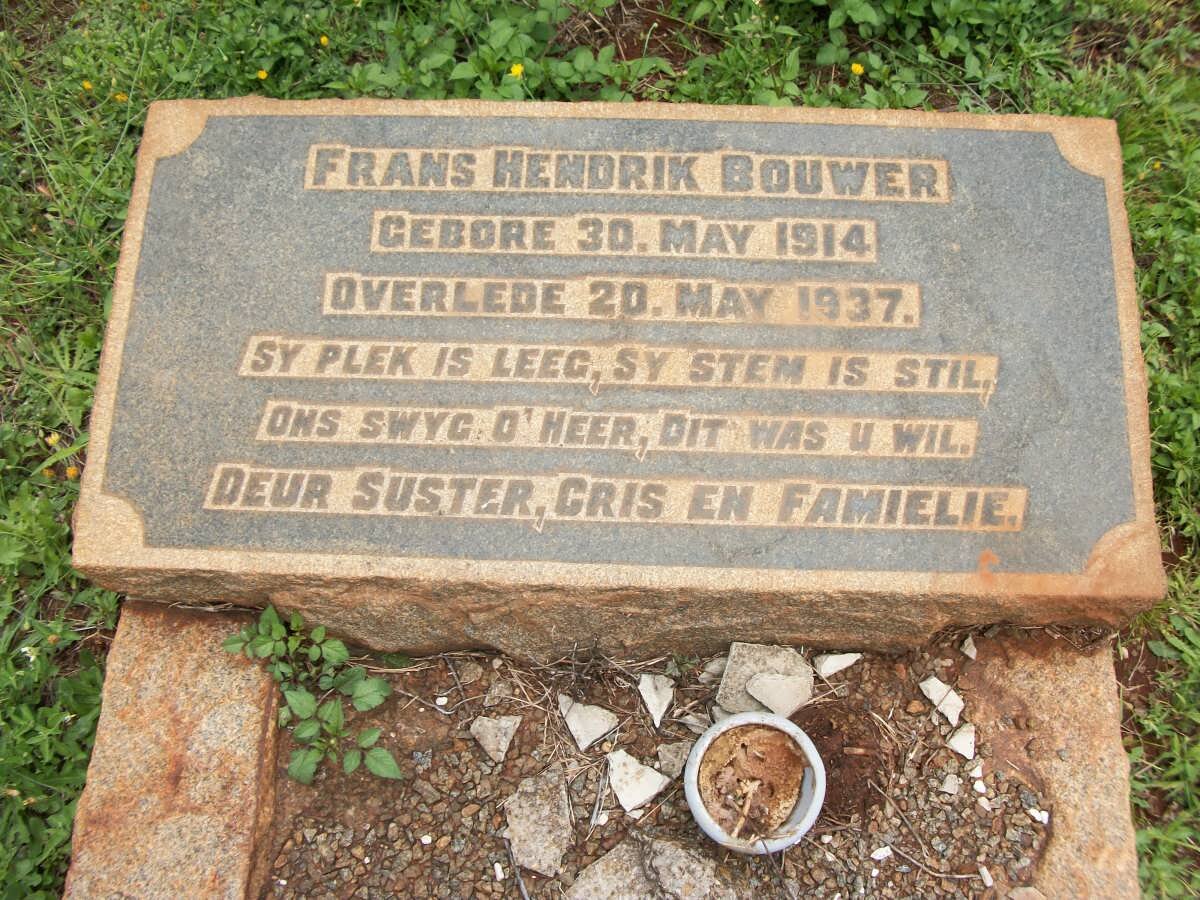 FRANS HENDRIK BOUWER
GEBORE 30. MAY 1914
OVERLEDE 20. MAY 1937.
SY PLEK IS LEEG, SY STEM IS STIL,
ONS SWYG O' HEER, DIT WAS U WIL.
DEUR SUSTER, CRIS EN FAMIELIE.